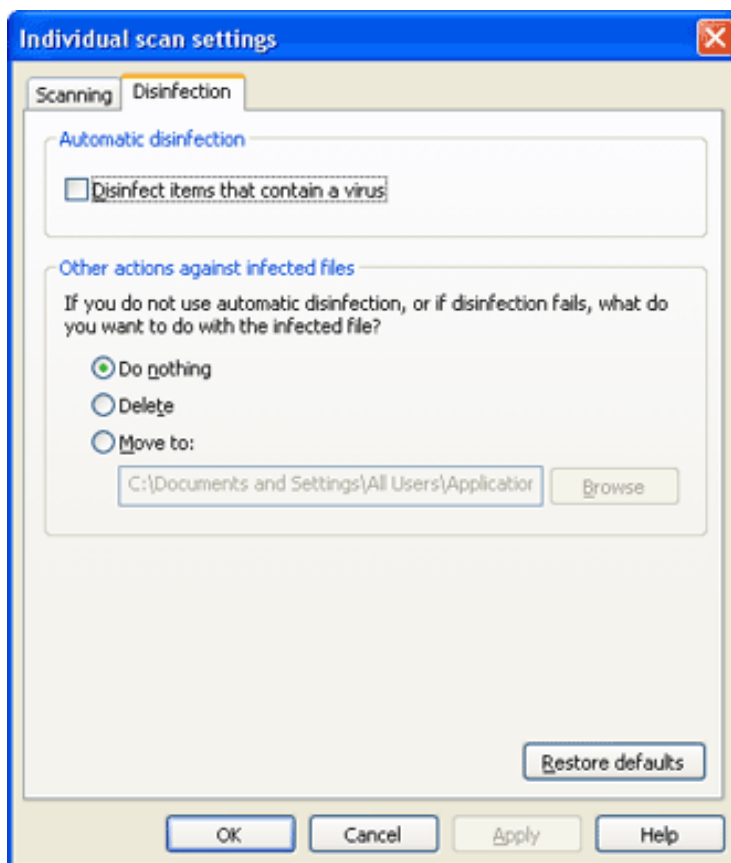 Individual scan settings
Scanning
Disinfection
Automatic disinfection
Disinfect items that contain a virus
Other actions against infected files
If you do not use automatic disinfection, or if disinfection fails, what do
you want to do with the infected file?
Do nothing
Delete
Move to:
C:\Documents and Settings\All Users\Application
Browse
Restore defaults
OK
Cancel
Apply
Help